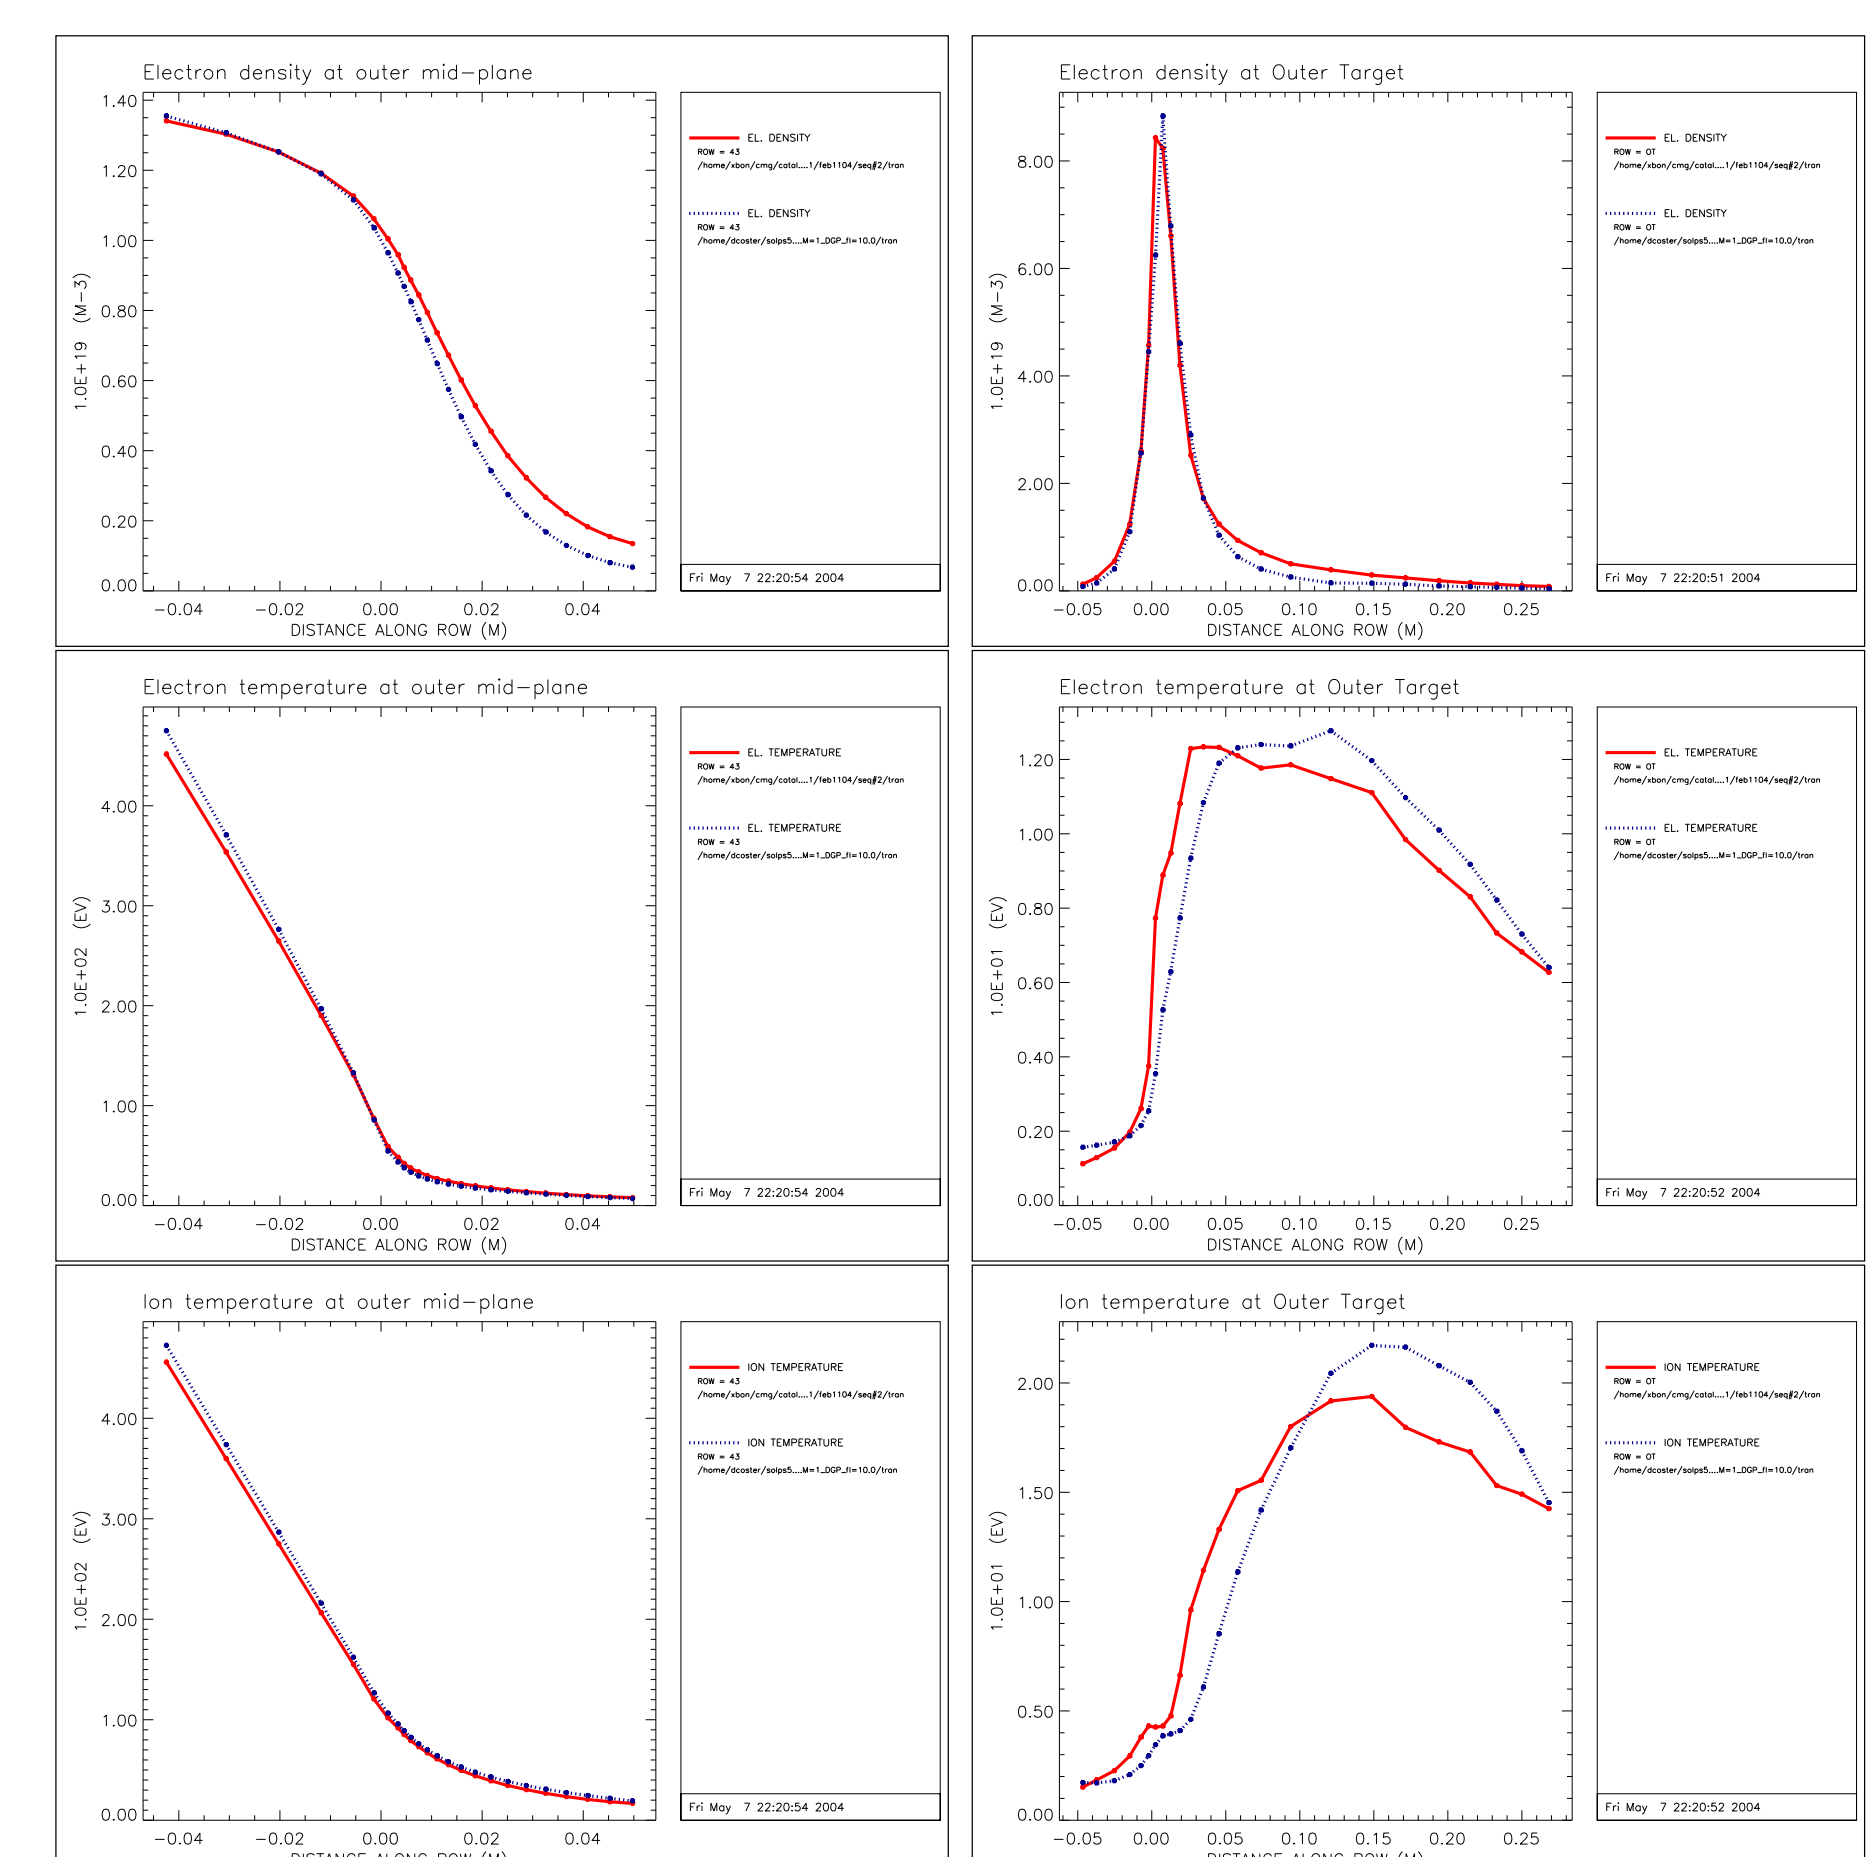 Electron density at outer mid-plane
1.0E+19 (M-3)
1.40
1.20
1.00
0.80
0.60
0.40
0.20
0.00
-0.04 -0.02 0.00 0.02 0.04
DISTANCE ALONG ROW (M)
EL. DENSITY
ROW = 43
/home/xbon/cmg/catal....1/feb1104/seq#2/tran
EL. DENSITY
ROW = 43
/home/dcoster/solps5....M=1_DGP_fl=10.0/tran
Fri May 7 22:20:54 2004
Electron density at Outer Target
1.0E+19 (M-3)
8.00
6.00
4.00
2.00
0.00
-0.05 0.00 0.05 0.10 0.15 0.20 0.25
DISTANCE ALONG ROW (M)
EL. DENSITY
ROW = OT
/home/xbon/cmg/catal....1/feb1104/seq#2/tran
EL. DENSITY
ROW = OT
/home/dcoster/solps5....M=1_DGP_fl=10.0/tran
Fri May 7 22:20:51 2004
Electron temperature at outer mid-plane
1.0E+02 (EV)
4.00
3.00
2.00
1.00
0.00
-0.04 -0.02 0.00 0.02 0.04
DISTANCE ALONG ROW (M)
EL. TEMPERATURE
ROW = 43
/home/xbon/cmg/catal....1/feb1104/seq#2/tran
EL. TEMPERATURE
ROW = 43
/home/dcoster/solps5....M=1_DGP_fl=10.0/tran
Fri May 7 22:20:54 2004
Electron temperature at Outer Target
1.0E+01 (EV)
1.20
1.00
0.80
0.60
0.40
0.20
0.00
-0.05 0.00 0.05 0.10 0.15 0.20 0.25
DISTANCE ALONG ROW (M)
EL. TEMPERATURE
ROW = OT
/home/xbon/cmg/catal....1/feb1104/seq#2/tran
EL. TEMPERATURE
ROW = OT
/home/dcoster/solps5....M=1_DGP_fl=10.0/tran
Fri May 7 22:20:52 2004
Ion temperature at outer mid-plane
1.0E+02 (EV)
4.00
3.00
2.00
1.00
0.00
-0.04 -0.02 0.00 0.02 0.04
DISTANCE ALONG ROW (M)
ION TEMPERATURE
ROW = 43
/home/xbon/cmg/catal....1/feb1104/seq#2/tran
ION TEMPERATURE
ROW = 43
/home/dcoster/solps5....M=1_DGP_fl=10.0/tran
Fri May 7 22:20:54 2004
Ion temperature at Outer Target
1.0E+01 (EV)
2.00
1.50
1.00
0.50
0.00
-0.05 0.00 0.05 0.10 0.15 0.20 0.25
DISTANCE ALONG ROW (M)
ION TEMPERATURE
ROW = OT
/home/xbon/cmg/catal....1/feb1104/seq#2/tran
ION TEMPERATURE
ROW = OT
/home/dcoster/solps5....M=1_DGP_fl=10.0/tran
Fri May 7 22:20:52 2004